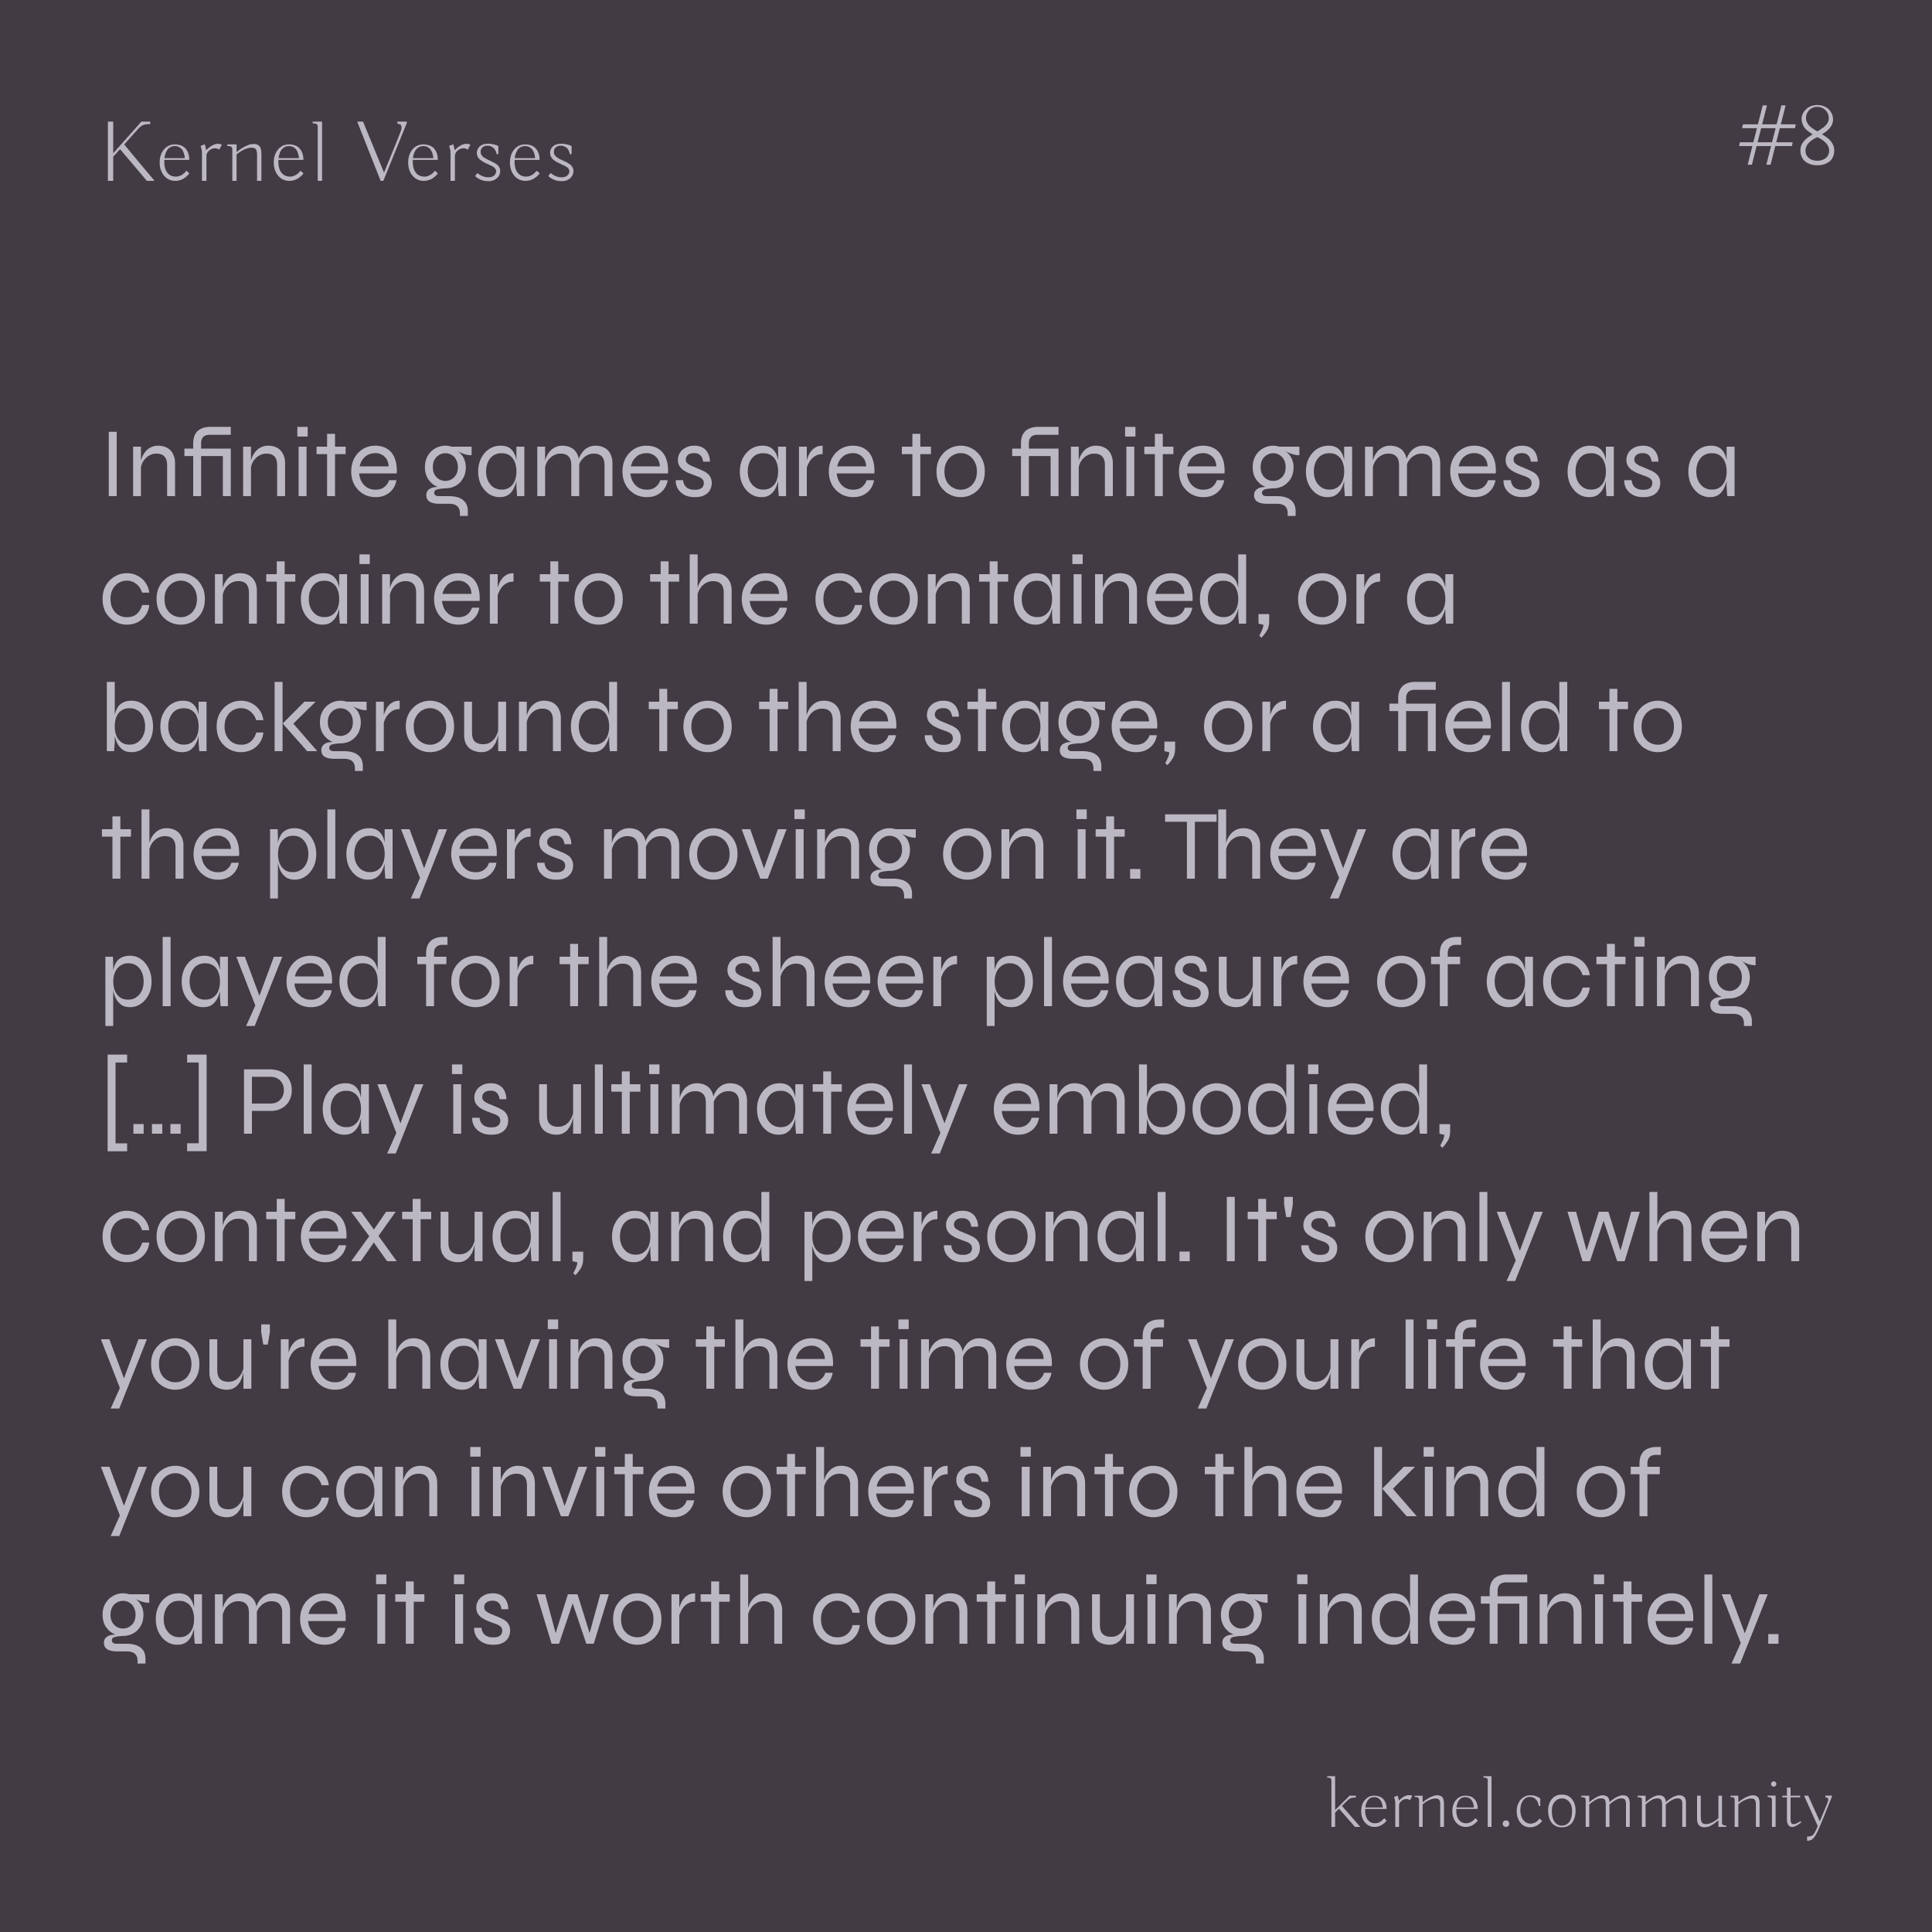 Kernel Verses
#8
Infinite games are to finite games as a
container to the contained, or a
background to the stage, or a field to
the players moving on it. They are
played for the sheer pleasure of acting
[...] Play is ultimately embodied,
contextual, and personal. It's only when
you're having the time of your life that
you can invite others into the kind of
game it is worth continuing indefinitely.
kernel.community